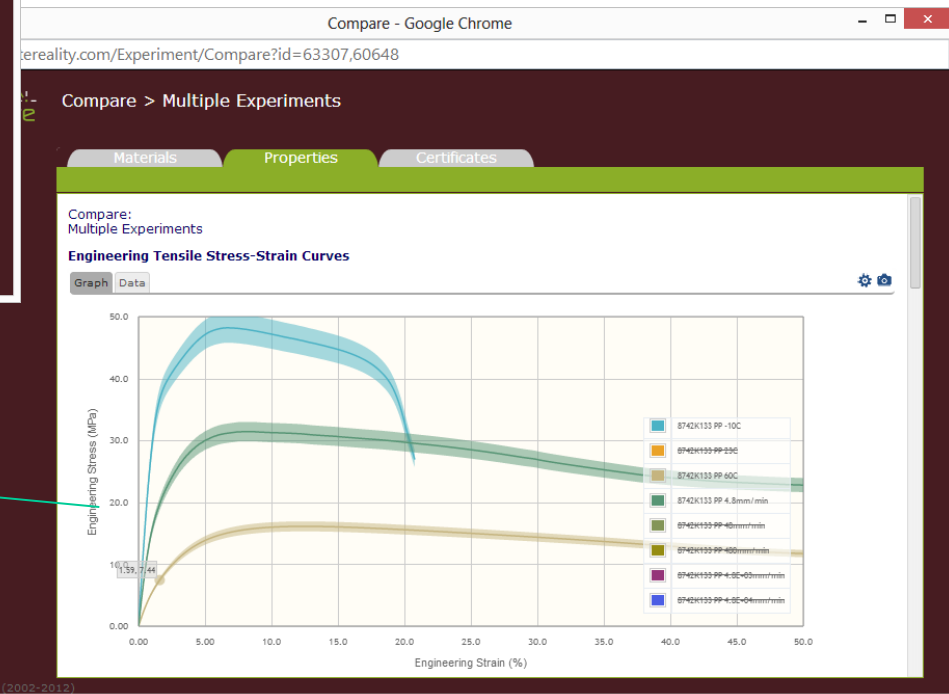 Compare - Google Chrome
tereality.com/Experiment/Compare?id=63307,60648
Compare > Multiple Experiments
Materials
Properties
Certificates
Compare:
Multiple Experiments
Engineering Tensile Stress-Strain Curves
Graph
Data
50.0
40.0
30.0
20.0
10.0
0.00
Engineering Stress (MPa)
1.59, 7.44
8742K133 PP -10C
8742K133 PP 23C
8742K133 PP 60C
8742K133 PP 4.8mm/min
8742K133 PP 48mm/min
8742K133 PP 480mm/min
8742K133 PP 4.8E+03mm/min
8742K133 PP 4.8E+04mm/min
0.00 5.00 10.0 15.0 20.0 25.0 30.0 35.0 40.0 45.0 50.0
Engineering Strain (%)
(2002-2012)